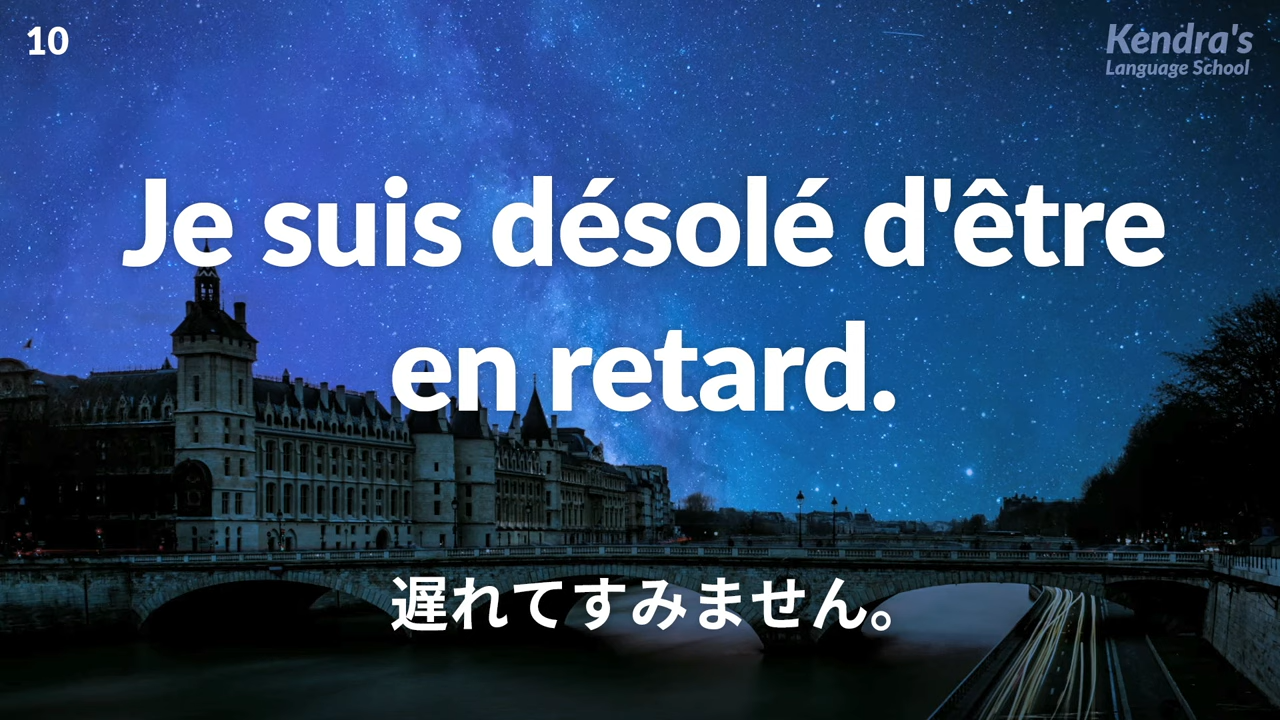 10
Kendra's
Language School
Je suis désolé d'être
en retard.
遅れてすみません。